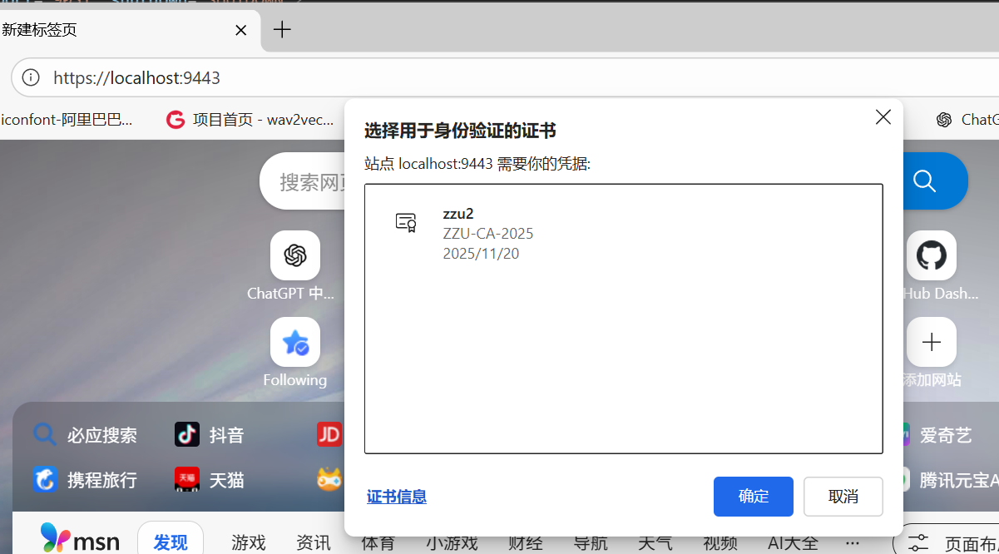 新建标签页
https://localhost:9443
iconfont-阿里巴巴...
项目首页 - wav2vec...
选择用于身份验证的证书
站点 localhost:9443 需要你的凭据:
zzu2
ZZU-CA-2025
2025/11/20
搜索网
ChatGPT 中...
Hub Dash...
Following
添加网站
必应搜索
抖音
JD
爱奇艺
携程旅行
天猫
天猫
腾讯元宝A
证书信息
确定
取消
msn
发现
游戏
资讯
体育
小游戏
财经
导航
天气
视频
AI大全
...
页面布